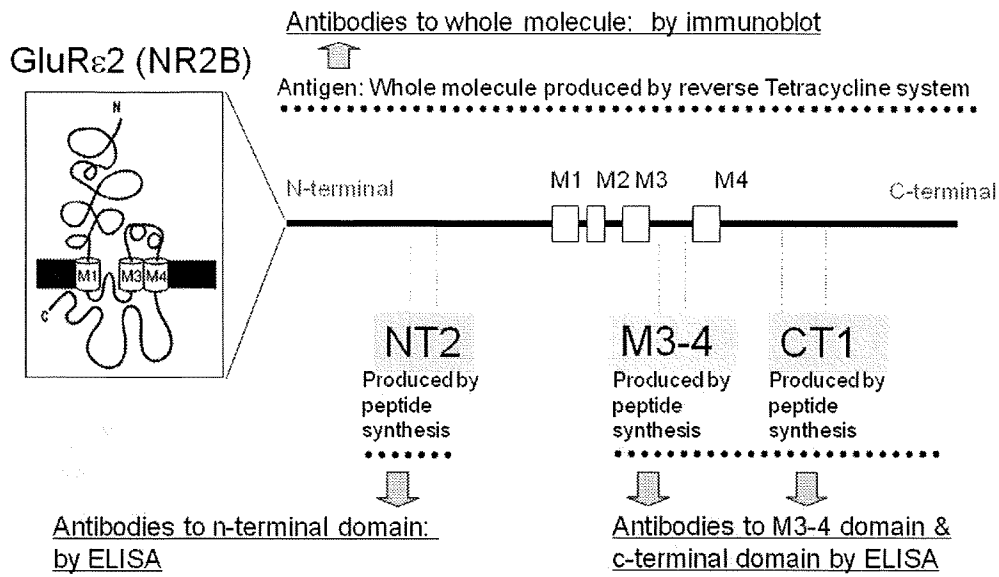 Antibodies to whole molecule:  by immunoblot
GluRε2 (NR2B)
Antigen: Whole molecule produced by reverse Tetracycline system
N
M1 M3 M4
C
N-terminal
M1 M2 M3 M4
C-terminal
NT2
Produced by
peptide
synthesis
M3-4
Produced by
peptide
synthesis
CT1
Produced by
peptide
synthesis
Antibodies to n-terminal domain:
by ELISA
Antibodies to M3-4 domain &
c-terminal domain by ELISA